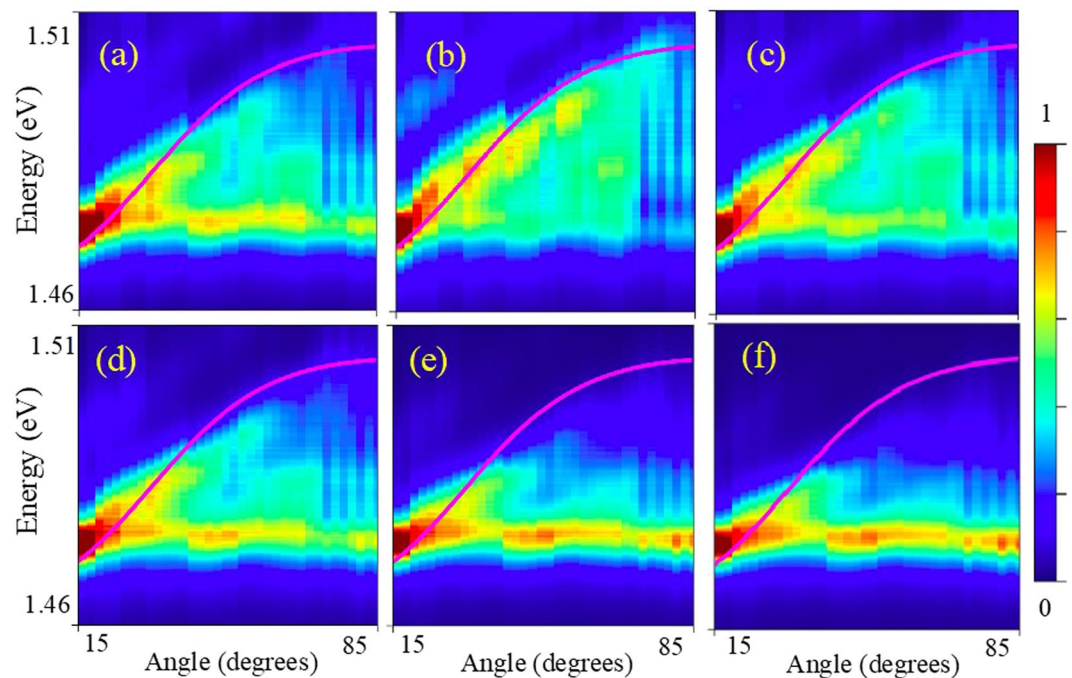 1.51
(a)
(b)
(c)
Energy (eV)
1.46
1
1.51
(d)
(e)
(f)
Energy (eV)
1.46
0
15
85
15
85
15
85
Angle (degrees)
Angle (degrees)
Angle (degrees)